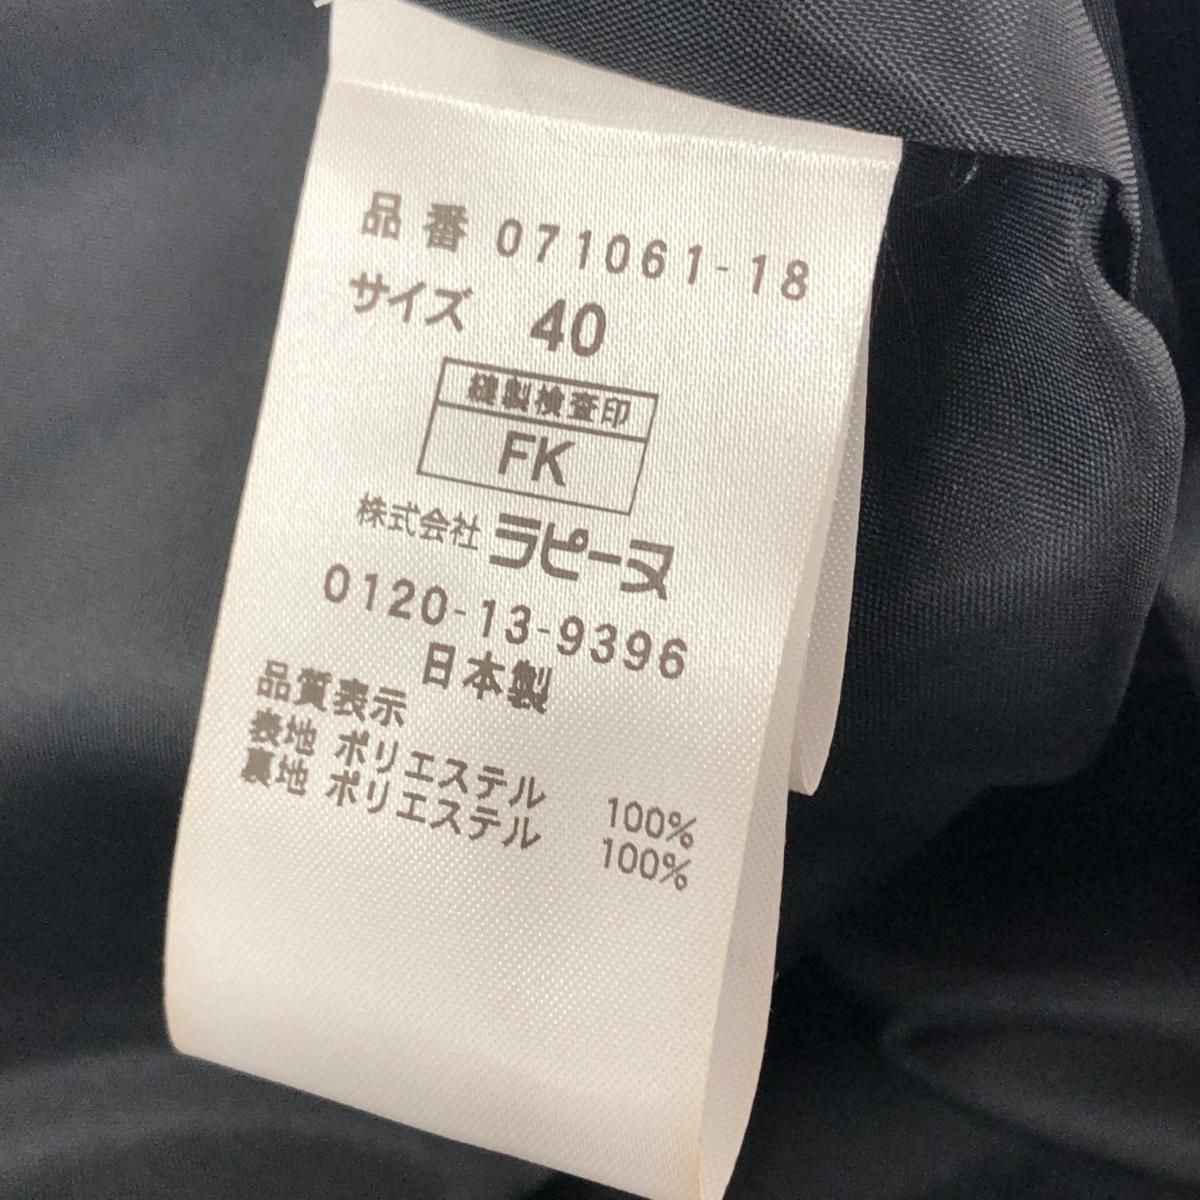 品番 071061-18
サイズ 40
縫製検査印
FK
株式会社 ラピーヌ
0120-13-9396
日本製
品質表示
表地 ポリエステル 100%
裏地 ポリエステル 100%